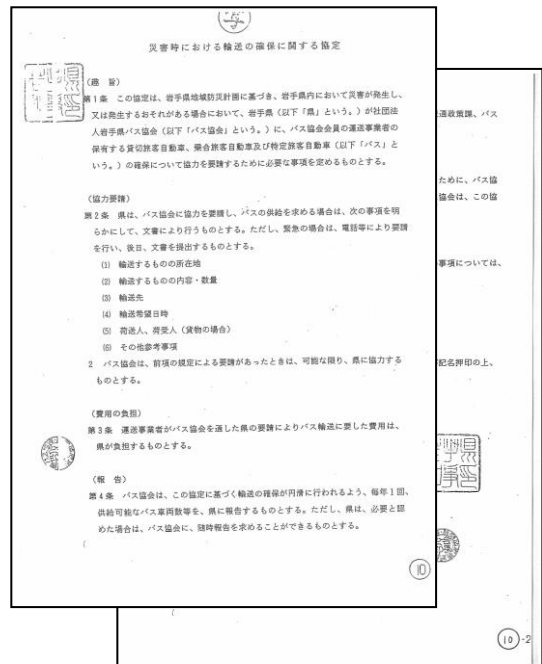 写
災害時における輸送の確保に関する協定
（趣 旨）
第1条 この協定は、岩手県地域防災計画に基づき、岩手県内において災害が発生し、
又は発生するおそれがある場合において、岩手県（以下「県」という。）が社団法
人岩手県バス協会（以下「バス協会」という。）に、バス協会会員の運送事業者の
保有する貸切旅客自動車、乗合旅客自動車及び特定旅客自動車（以下「バス」と
いう。）の確保について協力を要請するために必要な事項を定めるものとする。
（協力要請）
第2条 県は、バス協会に協力を要請し、バスの供給を求める場合は、次の事項を明
らかにして、文書により行うものとする。ただし、緊急の場合は、電話等により要請
を行い、後日、文書を提出するものとする。
(1) 輸送するものの所在地
(2) 輸送するものの内容・数量
(3) 輸送先
(4) 輸送希望日時
(5) 荷送人、荷受人（貨物の場合）
(6) その他参考事項
2 バス協会は、前項の規定による要請があったときは、可能な限り、県に協力する
ものとする。
（費用の負担）
第3条 運送事業者がバス協会を通した県の要請によりバス輸送に要した費用は、
県が負担するものとする。
（報 告）
第4条 バス協会は、この協定に基づく輸送の確保が円滑に行われるよう、毎年1回、
供給可能なバス車両数等を、県に報告するものとする。ただし、県は、必要と認
めた場合は、バス協会に、随時報告を求めることができるものとする。
10
通政策課、バス
ために、バス協
協会は、この協
事項については、
記名押印の上、
10-2